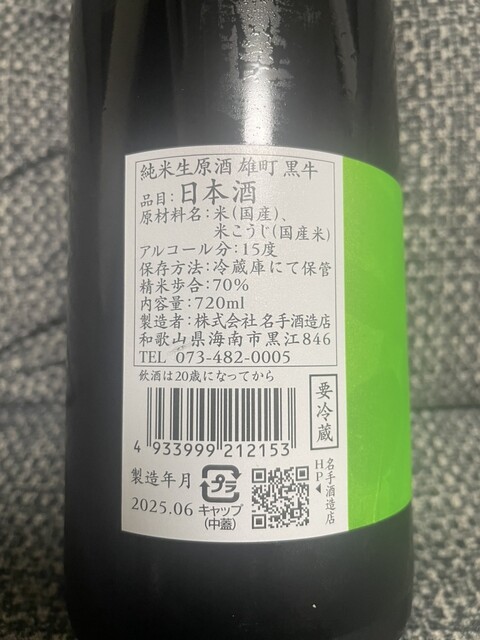 純米生原酒 雄町 黒牛
品目:日本酒
原材料名:米(国産)、
米こうじ(国産米)
アルコール分:15度
保存方法:冷蔵庫にて保管
精米歩合:70%
内容量:720ml
製造者:株式会社名手酒造店
和歌山県海南市黒江846
TEL 073-482-0005
飲酒は20歳になってから
要冷蔵
4 933999 212153
製造年月
2025.06
プラ
キャップ
(中蓋)
名手酒造店
HP◀